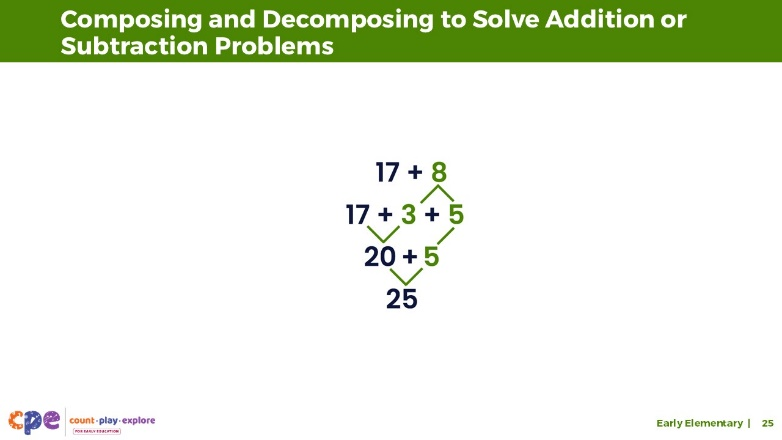 Composing and Decomposing to Solve Addition or
Subtraction Problems
17 + 8
17 + 3 + 5
20 + 5
25
cpe
count·play·explore
FOR EARLY EDUCATION
Early Elementary | 25